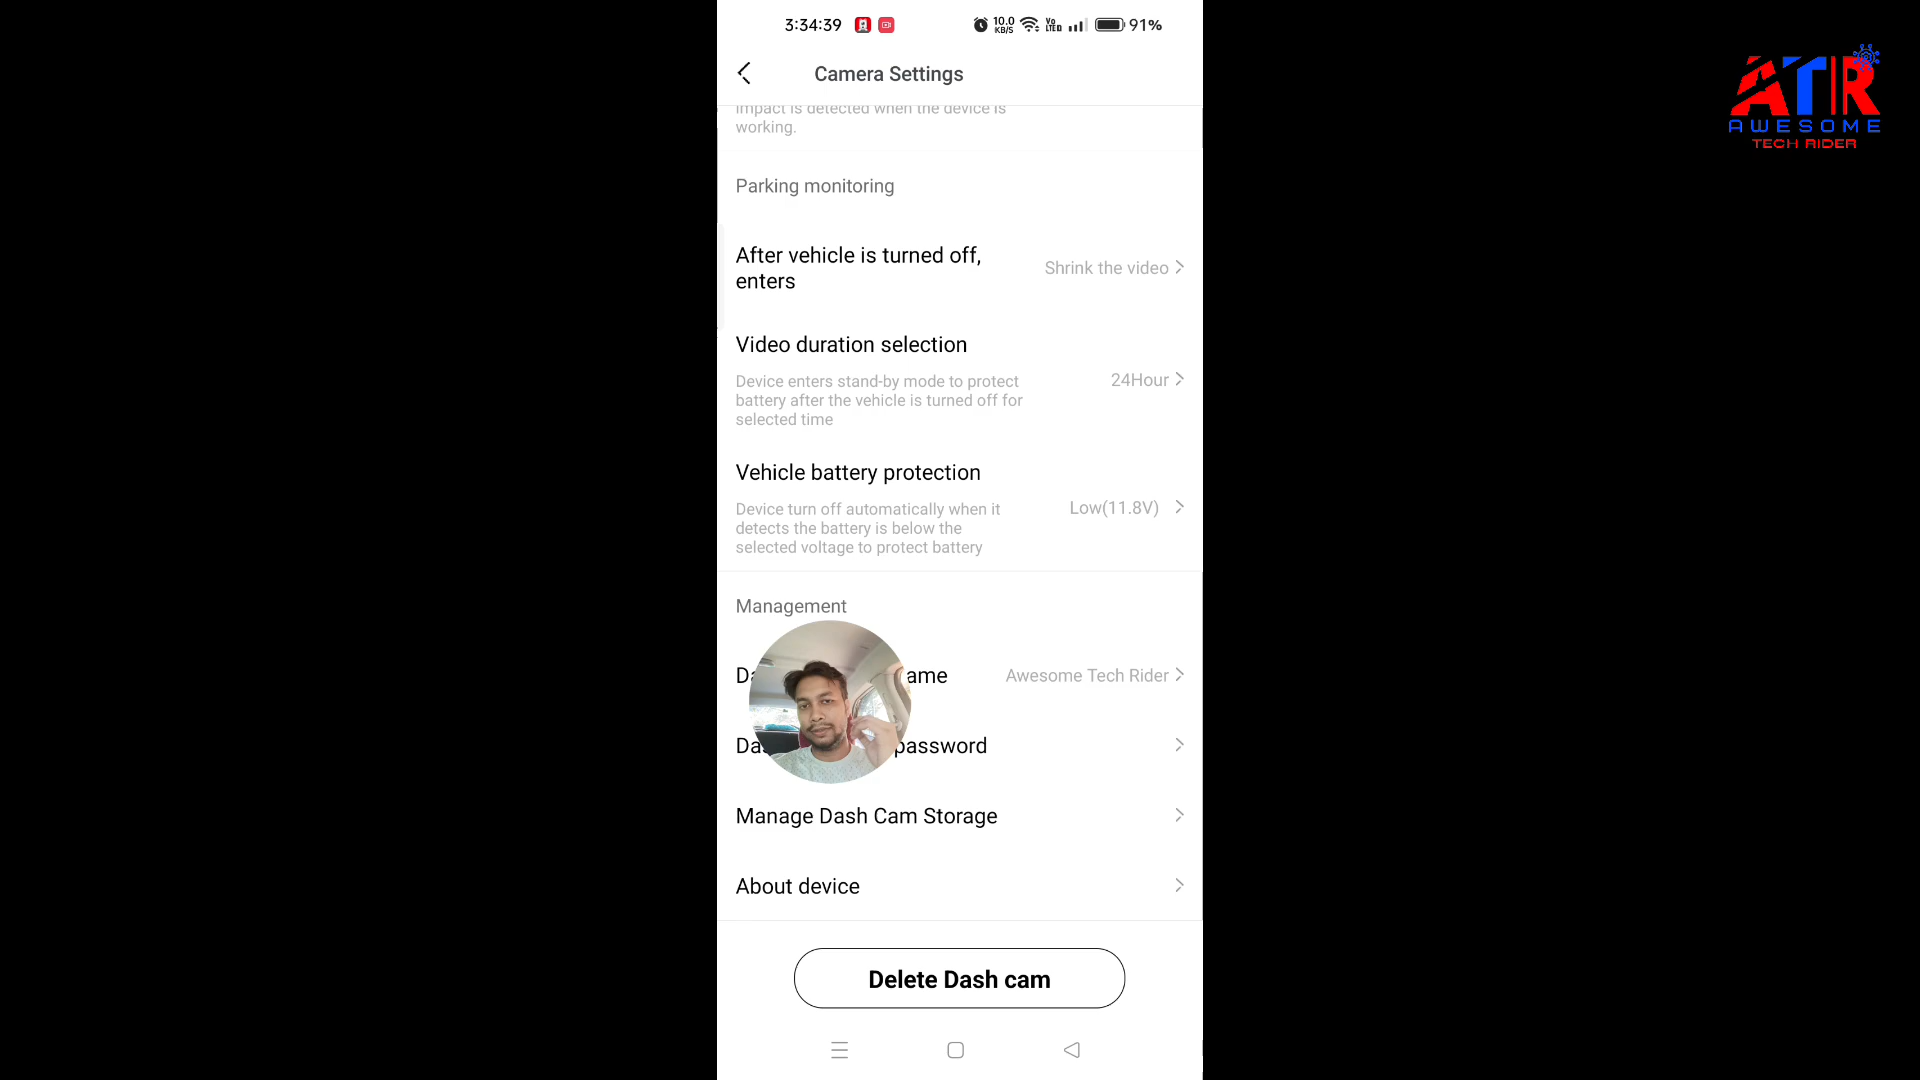 3:34:39
10.0 KB/S
Vo LTE
91%
Camera Settings
Impact is detected when the device is
working.
Parking monitoring
After vehicle is turned off,
enters
Shrink the video
Video duration selection
Device enters stand-by mode to protect
battery after the vehicle is turned off for
selected time
24Hour
Vehicle battery protection
Device turn off automatically when it
detects the battery is below the
selected voltage to protect battery
Low(11.8V)
Management
ame
Awesome Tech Rider
password
Manage Dash Cam Storage
About device
Delete Dash cam
ATR
AWESOME
TECH RIDER